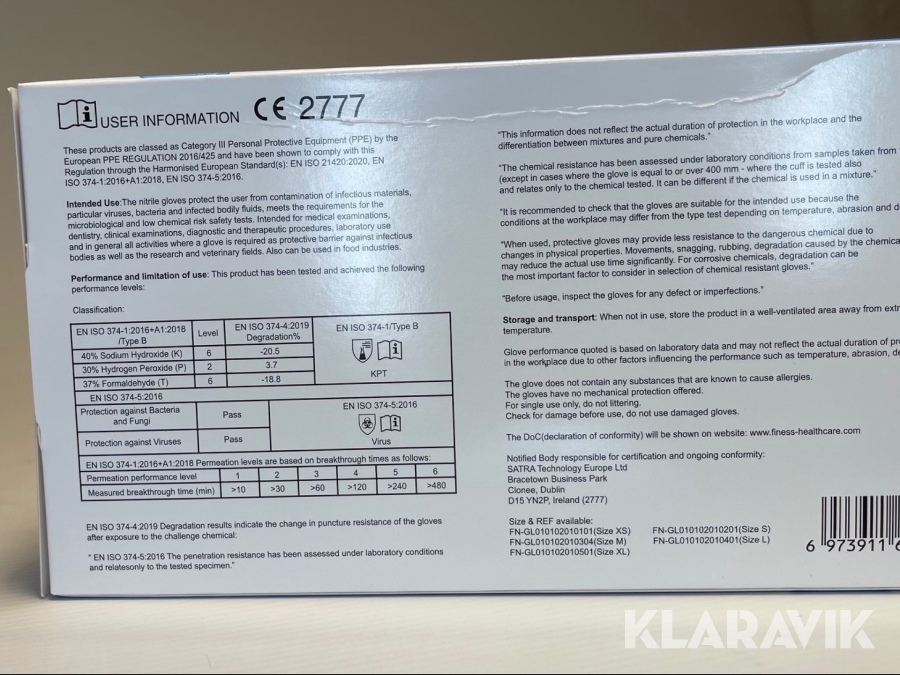 USER INFORMATION CE 2777
These products are classed as Category III Personal Protective Equipment (PPE) by the
European PPE REGULATION 2016/425 and have been shown to comply with this
Regulation through the Harmonised European Standard(s): EN ISO 21420:2020, EN
ISO 374-1:2016+A1:2018, EN ISO 374-5:2016.
Intended Use:The nitrile gloves protect the user from contamination of infectious materials,
particular viruses, bacteria and infected bodily fluids, meets the requirements for the
microbiological and low chemical risk safety tests. Intended for medical examinations,
dentistry, clinical examinations, diagnostic and therapeutic procedures, laboratory use
and in general all activities where a glove is required as protective barrier against infectious
bodies as well as the research and veterinary fields. Also can be used in food industries.
Performance and limitation of use: This product has been tested and achieved the following
performance levels:
Classification:
EN ISO 374-1:2016+A1:2018
/Type B
Level
EN ISO 374-4:2019
Degradation%
EN ISO 374-1/Type B
40% Sodium Hydroxide (K) 6 -20.5
30% Hydrogen Peroxide (P) 2 3.7
37% Formaldehyde (T) 6 -18.8
KPT
EN ISO 374-5:2016
Protection against Bacteria
and Fungi
Pass
EN ISO 374-5:2016
Protection against Viruses Pass
Virus
EN ISO 374-1:2016+A1:2018 Permeation levels are based on breakthrough times as follows:
Permeation performance level 1 2 3 4 5 6
Measured breakthrough time (min) >10 >30 >60 >120 >240 >480
EN ISO 374-4:2019 Degradation results indicate the change in puncture resistance of the gloves
after exposure to the challenge chemical:
" EN ISO 374-5:2016 The penetration resistance has been assessed under laboratory conditions
and relatesonly to the tested specimen."
"This information does not reflect the actual duration of protection in the workplace and the
differentiation between mixtures and pure chemicals."
"The chemical resistance has been assessed under laboratory conditions from samples taken from
(except in cases where the glove is equal to or over 400 mm - where the cuff is tested also
and relates only to the chemical tested. It can be different if the chemical is used in a mixture."
"It is recommended to check that the gloves are suitable for the intended use because the
conditions at the workplace may differ from the type test depending on temperature, abrasion and
"When used, protective gloves may provide less resistance to the dangerous chemical due to
changes in physical properties. Movements, snagging, rubbing, degradation caused by the chemica
may reduce the actual use time significantly. For corrosive chemicals, degradation can be
the most important factor to consider in selection of chemical resistant gloves."
"Before usage, inspect the gloves for any defect or imperfections."
Storage and transport: When not in use, store the product in a well-ventilated area away from extr
temperature.
Glove performance quoted is based on laboratory data and may not reflect the actual duration of pr
in the workplace due to other factors influencing the performance such as temperature, abrasion, de
The glove does not contain any substances that are known to cause allergies.
The gloves have no mechanical protection offered.
For single use only, do not littering.
Check for damage before use, do not use damaged gloves.
The DoC(declaration of conformity) will be shown on website: www.finess-healthcare.com
Notified Body responsible for certification and ongoing conformity:
SATRA Technology Europe Ltd
Bracetown Business Park
Clonee, Dublin
D15 YN2P, Ireland (2777)
Size & REF available:
FN-GL010102010101(Size XS) FN-GL010102010201(Size S)
FN-GL010102010304(Size M) FN-GL010102010401(Size L)
FN-GL010102010501(Size XL)
6 973911
KLARAVIK